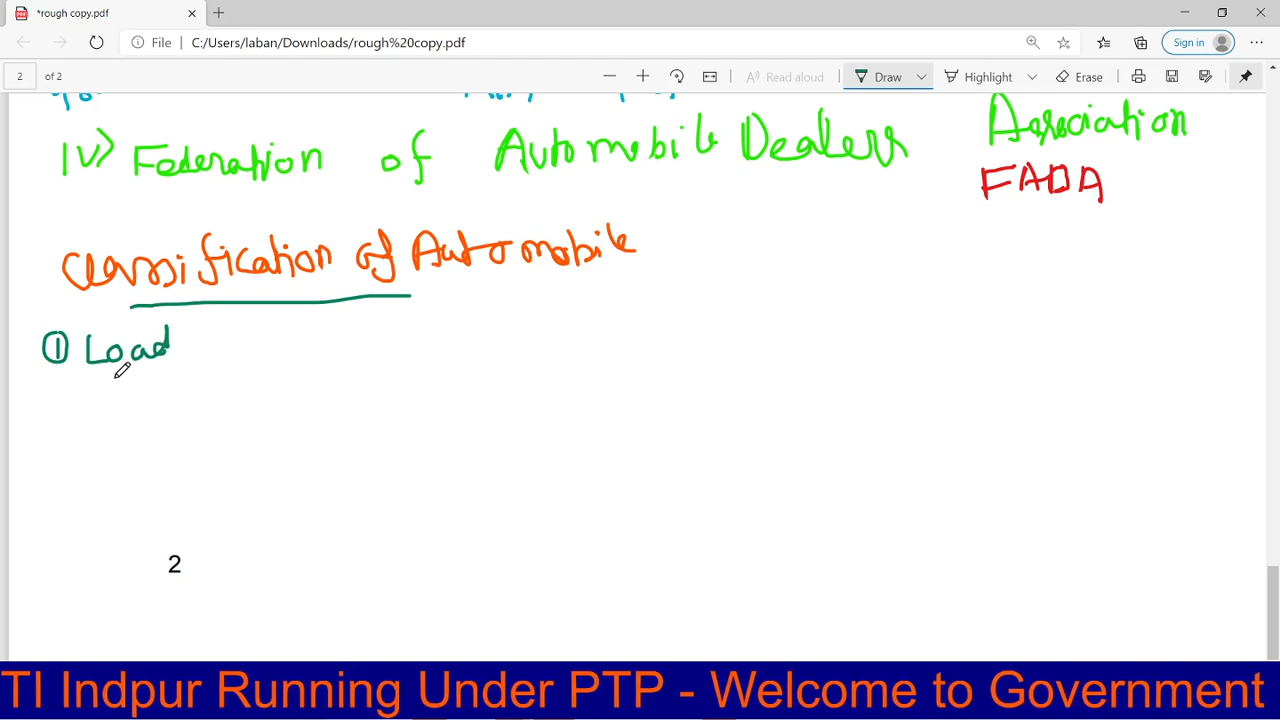 *rough copy.pdf
File C:/Users/laban/Downloads/rough%20copy.pdf Sign in
2 of 2 Read aloud Draw Highlight Erase
IV) Federation of Automobile Dealers Association
FADA
Classification of Automobile
① Load
2
TI Indpur Running Under PTP - Welcome to Government